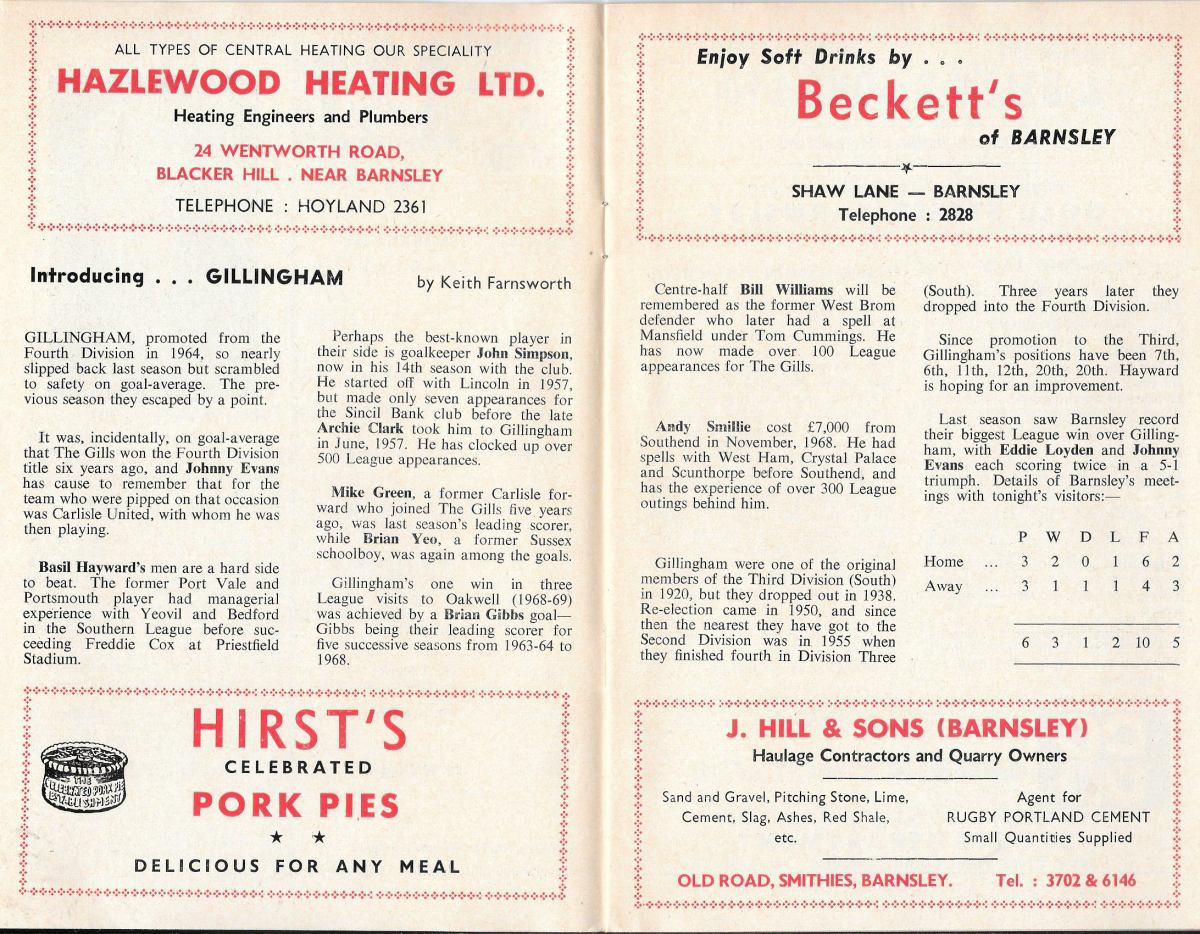 ALL TYPES OF CENTRAL HEATING OUR SPECIALITY
HAZLEWOOD HEATING LTD.
Heating Engineers and Plumbers
24 WENTWORTH ROAD,
BLACKER HILL . NEAR BARNSLEY
TELEPHONE : HOYLAND 2361
Introducing . . . GILLINGHAM
by Keith Farnsworth
GILLINGHAM, promoted from the
Fourth Division in 1964, so nearly
slipped back last season but scrambled
to safety on goal-average. The pre-
vious season they escaped by a point.
It was, incidentally, on goal-average
that The Gills won the Fourth Division
title six years ago, and Johnny Evans
has cause to remember that for the
team who were pipped on that occasion
was Carlisle United, with whom he was
then playing.
Basil Hayward's men are a hard side
to beat. The former Port Vale and
Portsmouth player had managerial
experience with Yeovil and Bedford
in the Southern League before suc-
ceeding Freddie Cox at Priestfield
Stadium.
Perhaps the best-known player in
their side is goalkeeper John Simpson,
now in his 14th season with the club.
He started off with Lincoln in 1957,
but made only seven appearances for
the Sincil Bank club before the late
Archie Clark took him to Gillingham
in June, 1957. He has clocked up over
500 League appearances.
Mike Green, a former Carlisle for-
ward who joined The Gills five years
ago, was last season's leading scorer,
while Brian Yeo, a former Sussex
schoolboy, was again among the goals.
Gillingham's one win in three
League visits to Oakwell (1968-69)
was achieved by a Brian Gibbs goal—
Gibbs being their leading scorer for
five successive seasons from 1963-64 to
1968.
HIRST'S
CELEBRATED
PORK PIES
DELICIOUS FOR ANY MEAL
THE
CELEBRATED PORK PIE
ESTABLISHMENT
Enjoy Soft Drinks by . . .
Beckett's
of BARNSLEY
SHAW LANE — BARNSLEY
Telephone : 2828
Centre-half Bill Williams will be
remembered as the former West Brom
defender who later had a spell at
Mansfield under Tom Cummings. He
has now made over 100 League
appearances for The Gills.
Andy Smillie cost £7,000 from
Southend in November, 1968. He had
spells with West Ham, Crystal Palace
and Scunthorpe before Southend, and
has the experience of over 300 League
outings behind him.
Gillingham were one of the original
members of the Third Division (South)
in 1920, but they dropped out in 1938.
Re-election came in 1950, and since
then the nearest they have got to the
Second Division was in 1955 when
they finished fourth in Division Three
(South). Three years later they
dropped into the Fourth Division.
Since promotion to the Third,
Gillingham's positions have been 7th,
6th, 11th, 12th, 20th, 20th. Hayward
is hoping for an improvement.
Last season saw Barnsley record
their biggest League win over Gilling-
ham, with Eddie Loyden and Johnny
Evans each scoring twice in a 5-1
triumph. Details of Barnsley's meet-
ings with tonight's visitors:—
P W D L F A
Home ... 3 2 0 1 6 2
Away ... 3 1 1 1 4 3
6 3 1 2 10 5
J. HILL & SONS (BARNSLEY)
Haulage Contractors and Quarry Owners
Sand and Gravel, Pitching Stone, Lime,
Cement, Slag, Ashes, Red Shale,
etc.
Agent for
RUGBY PORTLAND CEMENT
Small Quantities Supplied
OLD ROAD, SMITHIES, BARNSLEY. Tel. : 3702 & 6146